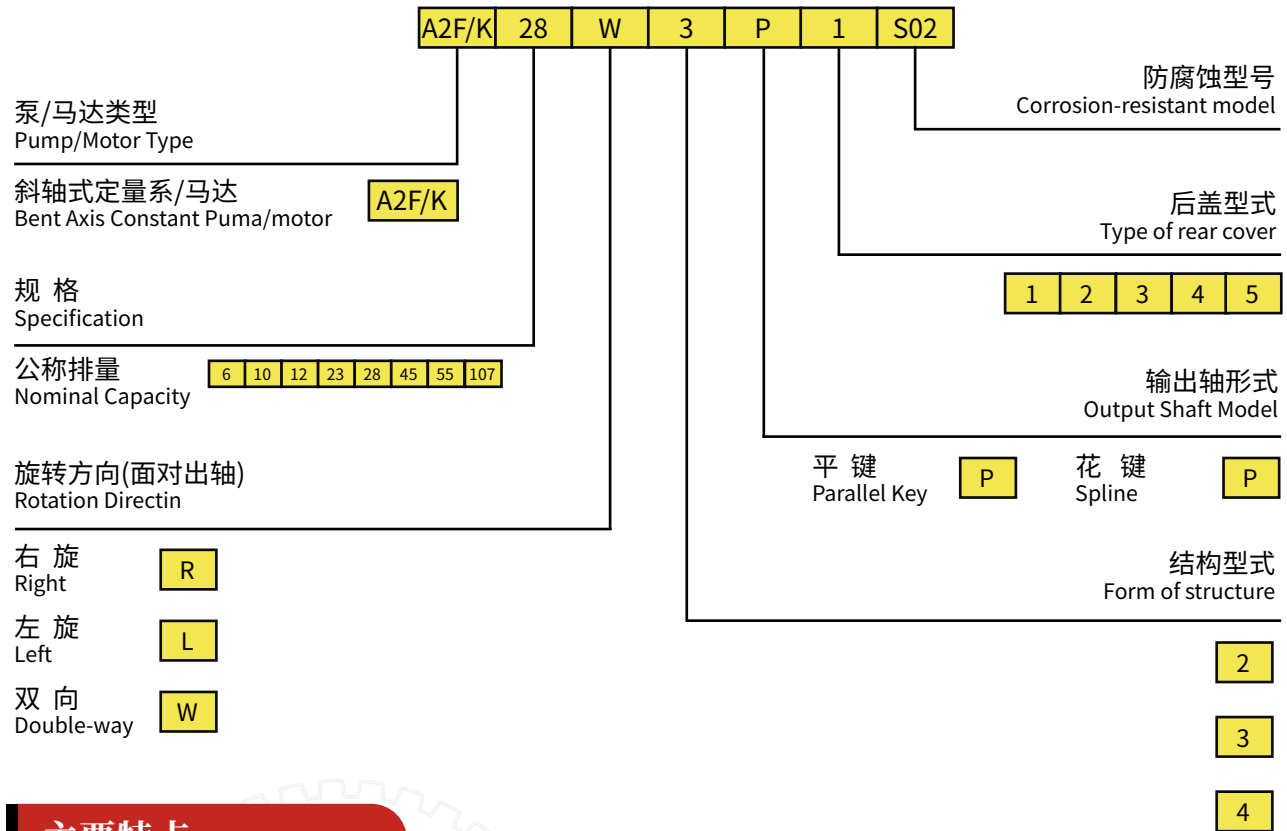 A2F/K 28 W 3 P 1 S02
泵/马达类型
Pump/Motor Type
斜轴式定量系/马达
Bent Axis Constant Puma/motor
A2F/K
规 格
Specification
公称排量
Nominal Capacity
6 10 12 23 28 45 55 107
旋转方向(面对出轴)
Rotation Directin
右 旋
Right
R
左 旋
Left
L
双 向
Double-way
W
防腐蚀型号
Corrosion-resistant model
后盖型式
Type of rear cover
1 2 3 4 5
输出轴形式
Output Shaft Model
平 键
Parallel Key
P
花 键
Spline
P
结构型式
Form of structure
2
3
4
主要特点